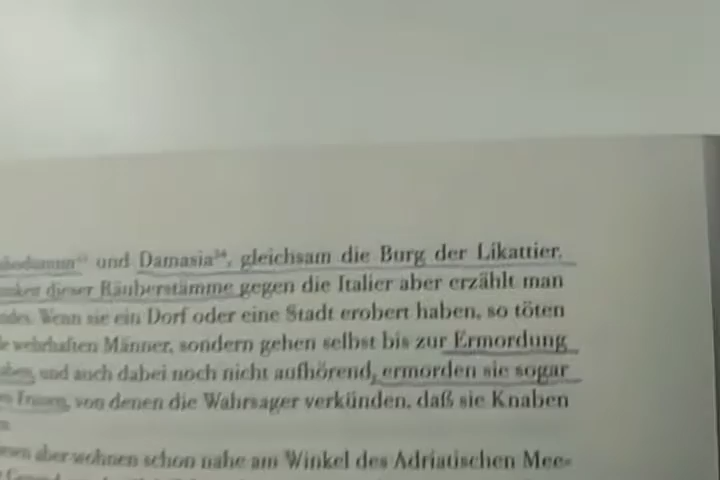 und Damasia³⁴, gleichsam die Burg der Likattier.
dieser Räuberstämme gegen die Italier aber erzählt man
Wenn sie ein Dorf oder eine Stadt erobert haben, so töten
wehrhaften Männer, sondern gehen selbst bis zur Ermordung
und auch dabei noch nicht aufhörend, ermorden sie sogar
Frauen, von denen die Wahrsager verkünden, daß sie Knaben
aber wohnen schon nahe am Winkel des Adriatischen Mee-